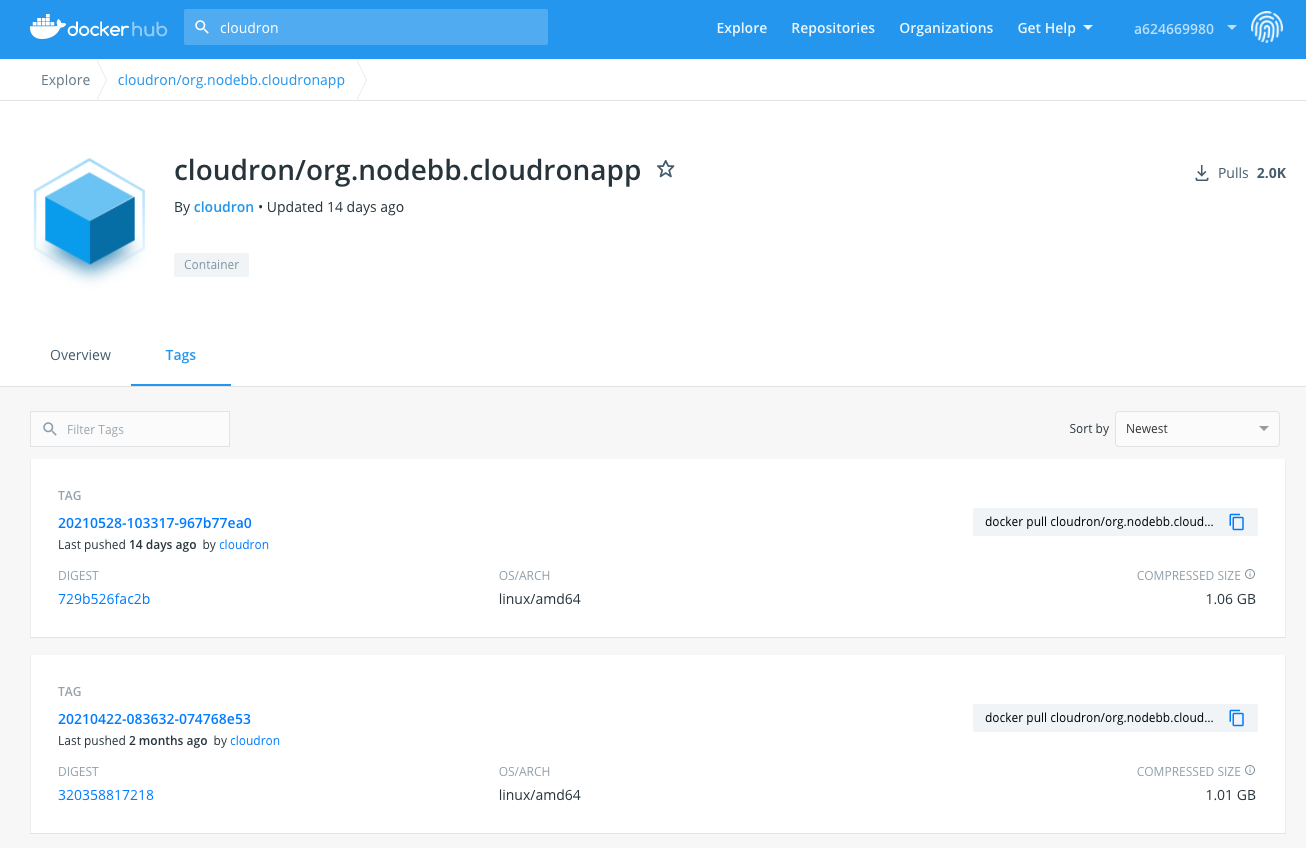 docker hub
cloudron
Explore
Repositories
Organizations
Get Help
a624669980
Explore
cloudron/org.nodebb.cloudronapp
cloudron/org.nodebb.cloudronapp
Pulls 2.0K
By cloudron • Updated 14 days ago
Container
Overview
Tags
Filter Tags
Sort by
Newest
TAG
20210528-103317-967b77ea0
docker pull cloudron/org.nodebb.cloud...
Last pushed 14 days ago by cloudron
DIGEST
OS/ARCH
COMPRESSED SIZE
729b526fac2b
linux/amd64
1.06 GB
TAG
20210422-083632-074768e53
docker pull cloudron/org.nodebb.cloud...
Last pushed 2 months ago by cloudron
DIGEST
OS/ARCH
COMPRESSED SIZE
320358817218
linux/amd64
1.01 GB